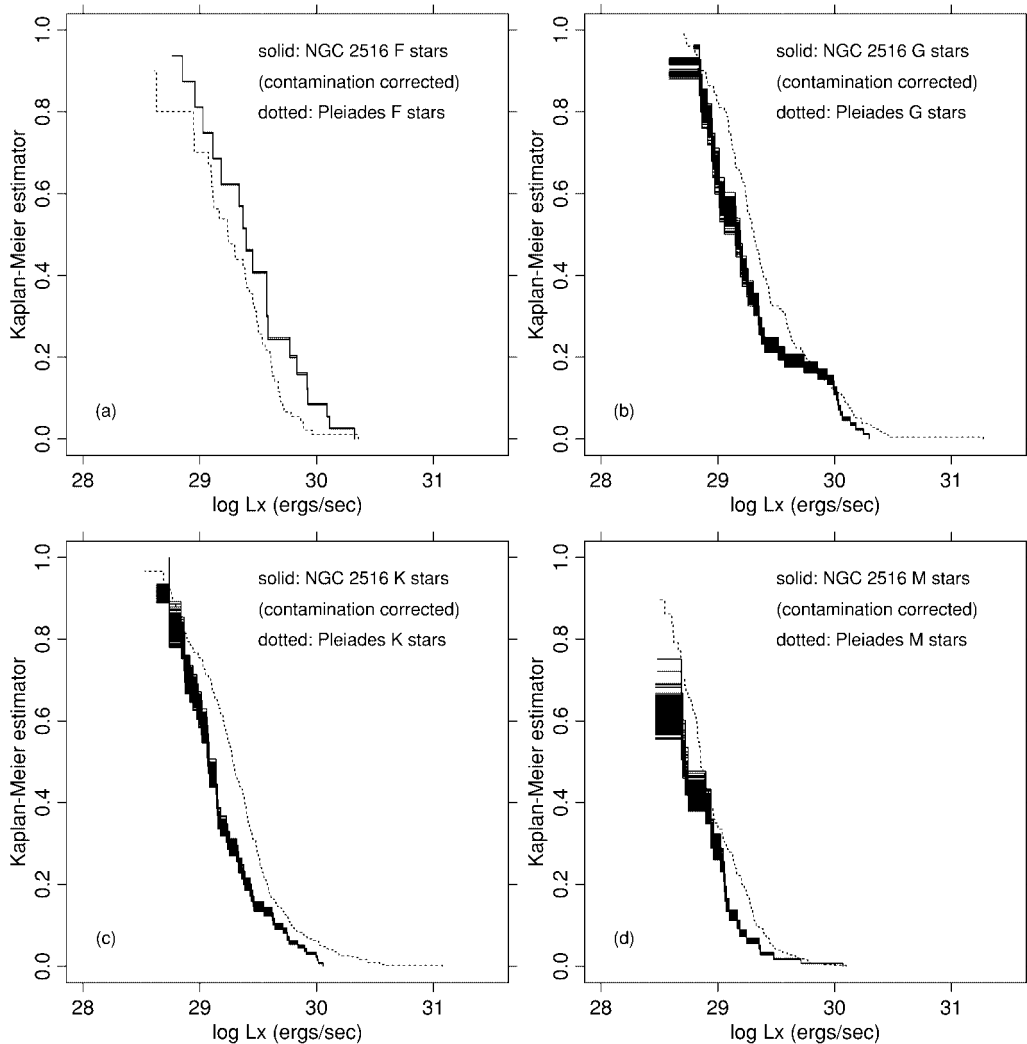 solid: NGC 2516 F stars
(contamination corrected)
dotted: Pleiades F stars
Kaplan-Meier estimator
0.0 0.2 0.4 0.6 0.8 1.0
(a)
28 29 30 31
log Lx (ergs/sec)
solid: NGC 2516 G stars
(contamination corrected)
dotted: Pleiades G stars
Kaplan-Meier estimator
0.0 0.2 0.4 0.6 0.8 1.0
(b)
28 29 30 31
log Lx (ergs/sec)
solid: NGC 2516 K stars
(contamination corrected)
dotted: Pleiades K stars
Kaplan-Meier estimator
0.0 0.2 0.4 0.6 0.8 1.0
(c)
28 29 30 31
log Lx (ergs/sec)
solid: NGC 2516 M stars
(contamination corrected)
dotted: Pleiades M stars
Kaplan-Meier estimator
0.0 0.2 0.4 0.6 0.8 1.0
(d)
28 29 30 31
log Lx (ergs/sec)